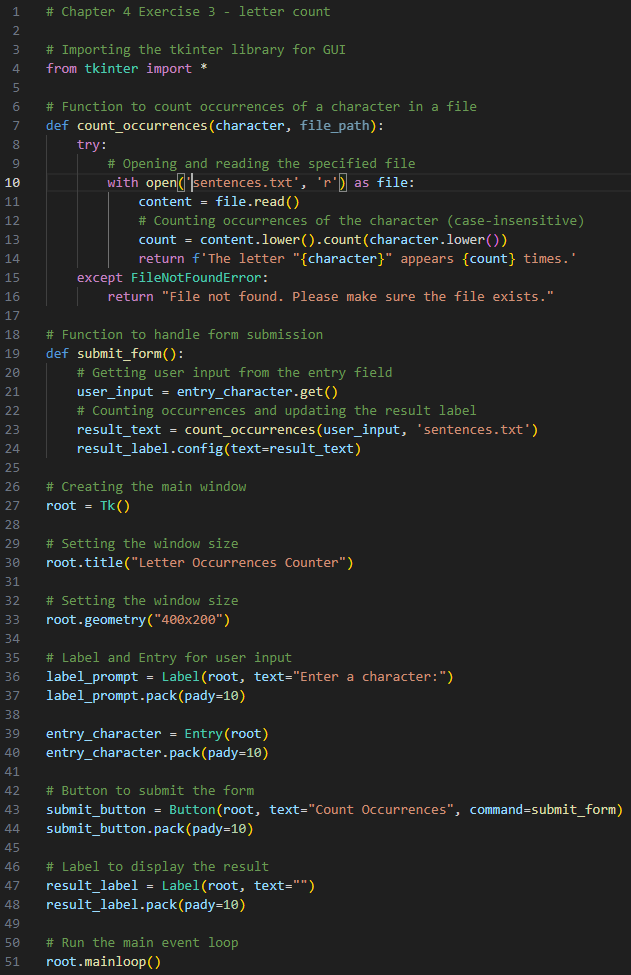 1 # Chapter 4 Exercise 3 - letter count
2
3 # Importing the tkinter library for GUI
4 from tkinter import *
5
6 # Function to count occurrences of a character in a file
7 def count_occurrences(character, file_path):
8     try:
9         # Opening and reading the specified file
10         with open('sentences.txt', 'r') as file:
11             content = file.read()
12             # Counting occurrences of the character (case-insensitive)
13             count = content.lower().count(character.lower())
14             return f'The letter "{character}" appears {count} times.'
15     except FileNotFoundError:
16         return "File not found. Please make sure the file exists."
17
18 # Function to handle form submission
19 def submit_form():
20     # Getting user input from the entry field
21     user_input = entry_character.get()
22     # Counting occurrences and updating the result label
23     result_text = count_occurrences(user_input, 'sentences.txt')
24     result_label.config(text=result_text)
25
26 # Creating the main window
27 root = Tk()
28
29 # Setting the window size
30 root.title("Letter Occurrences Counter")
31
32 # Setting the window size
33 root.geometry("400x200")
34
35 # Label and Entry for user input
36 label_prompt = Label(root, text="Enter a character:")
37 label_prompt.pack(pady=10)
38
39 entry_character = Entry(root)
40 entry_character.pack(pady=10)
41
42 # Button to submit the form
43 submit_button = Button(root, text="Count Occurrences", command=submit_form)
44 submit_button.pack(pady=10)
45
46 # Label to display the result
47 result_label = Label(root, text="")
48 result_label.pack(pady=10)
49
50 # Run the main event loop
51 root.mainloop()